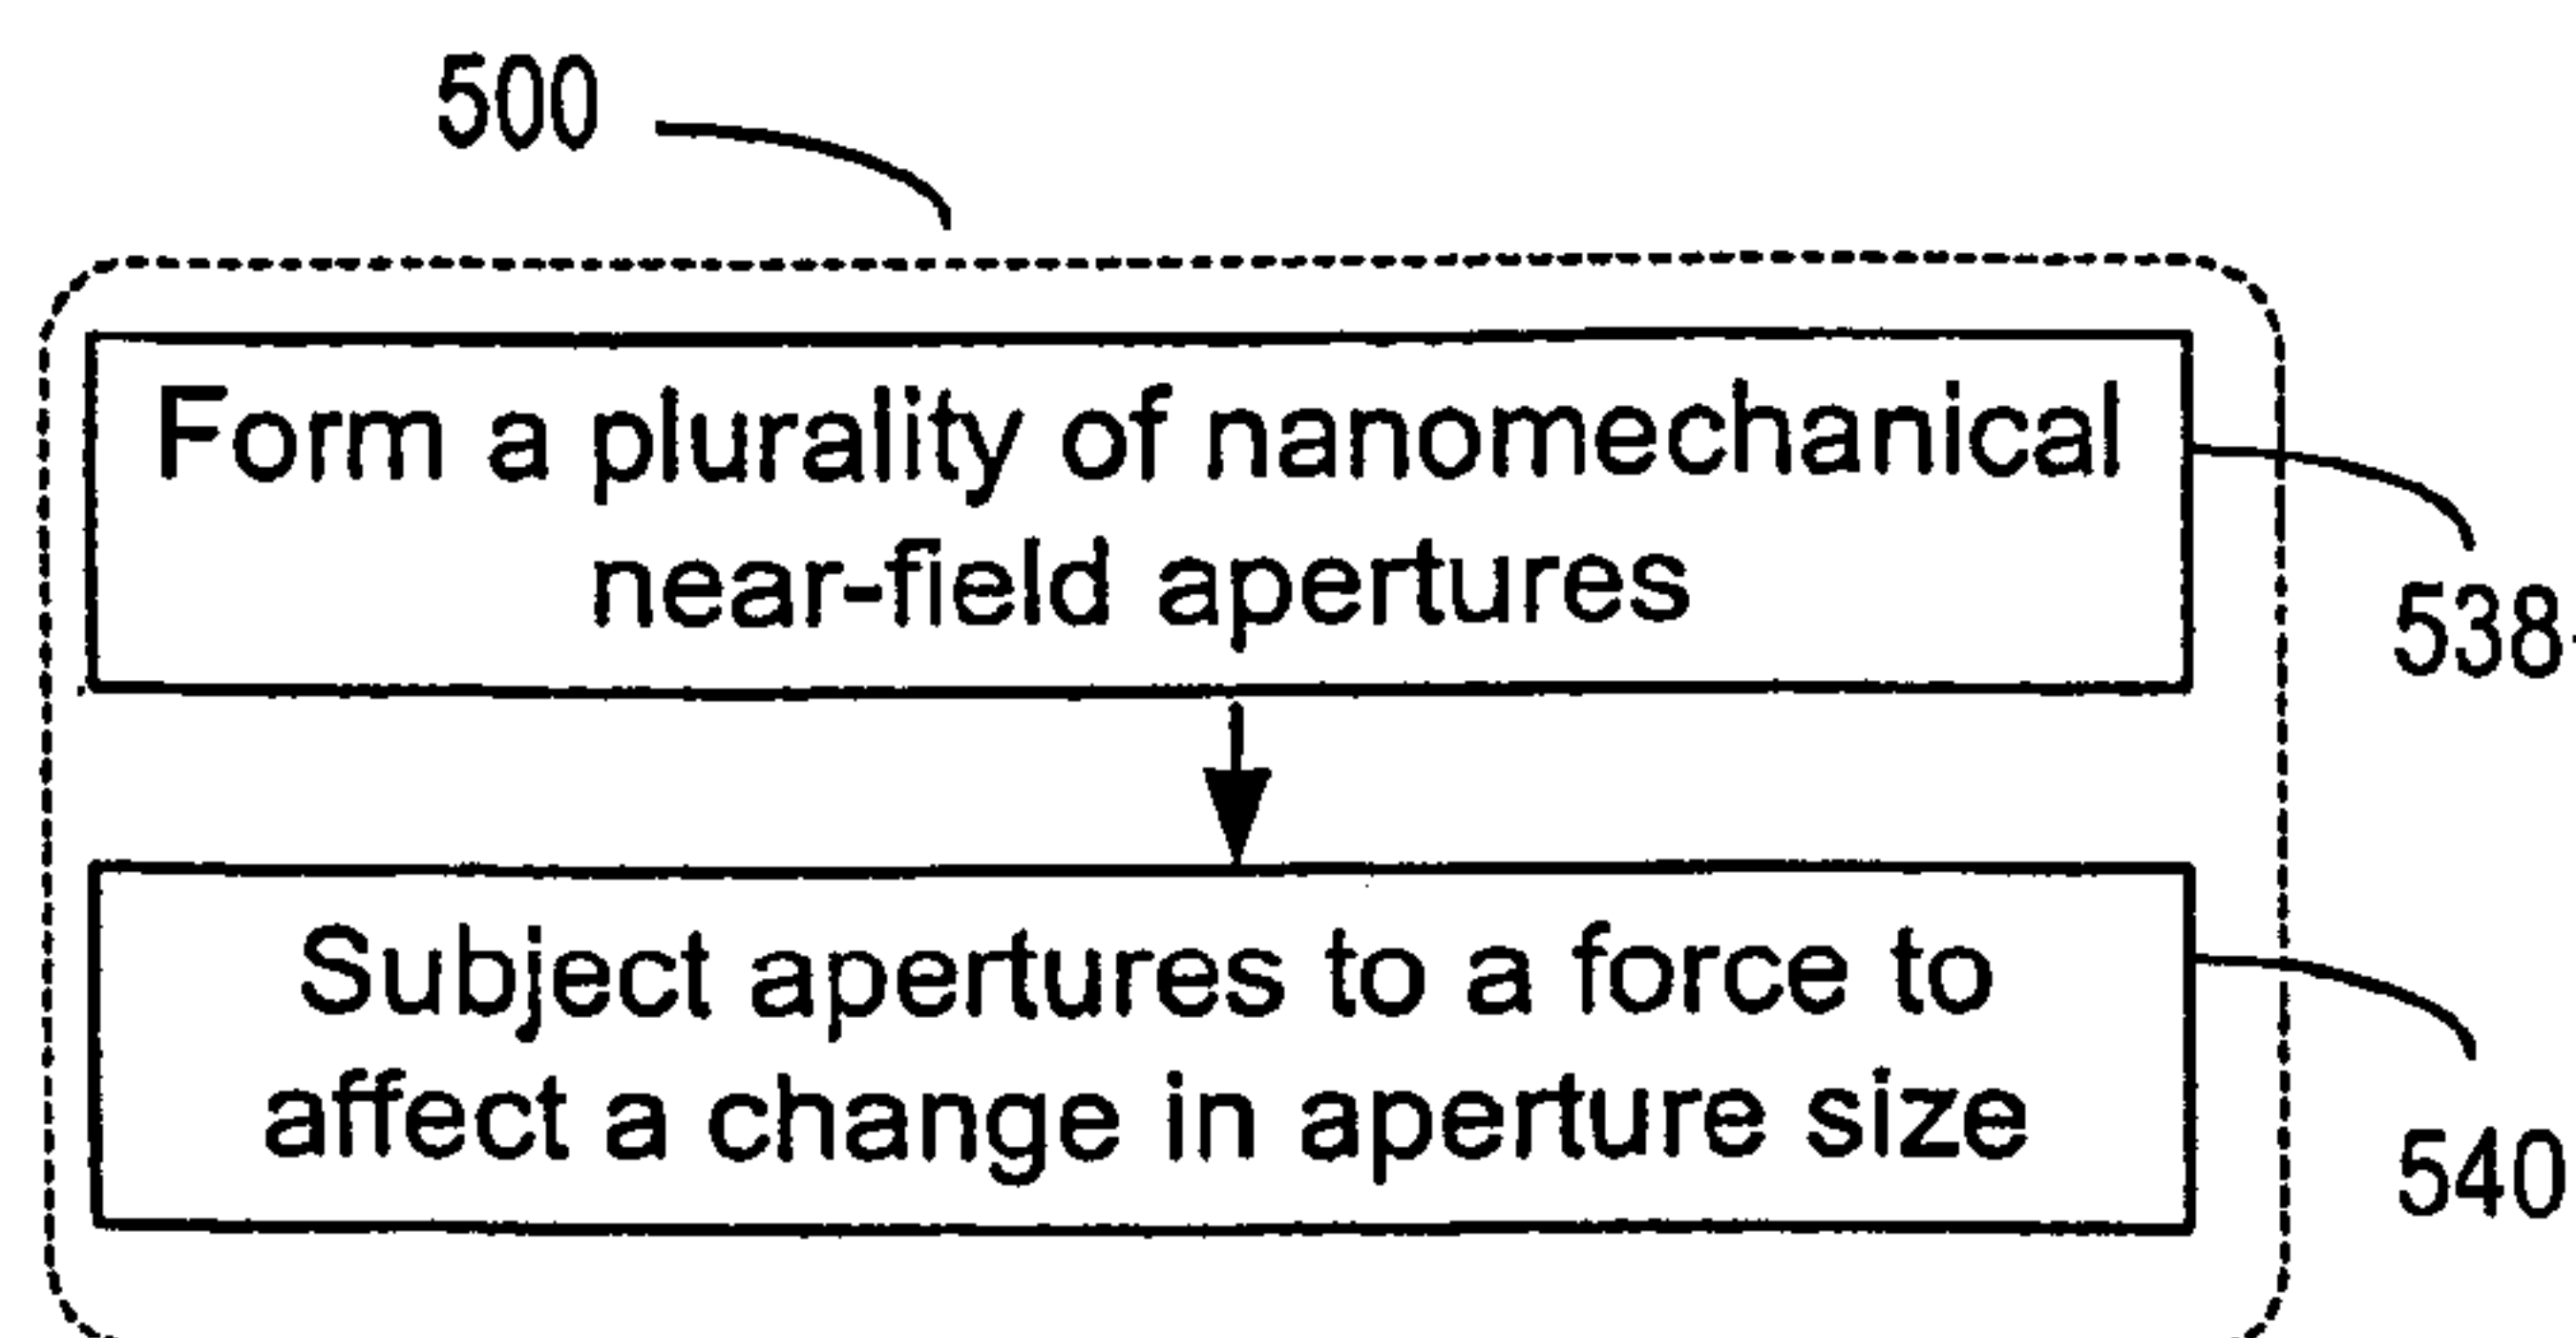 500
Form a plurality of nanomechanical
near-field apertures
538
Subject apertures to a force to
affect a change in aperture size
540